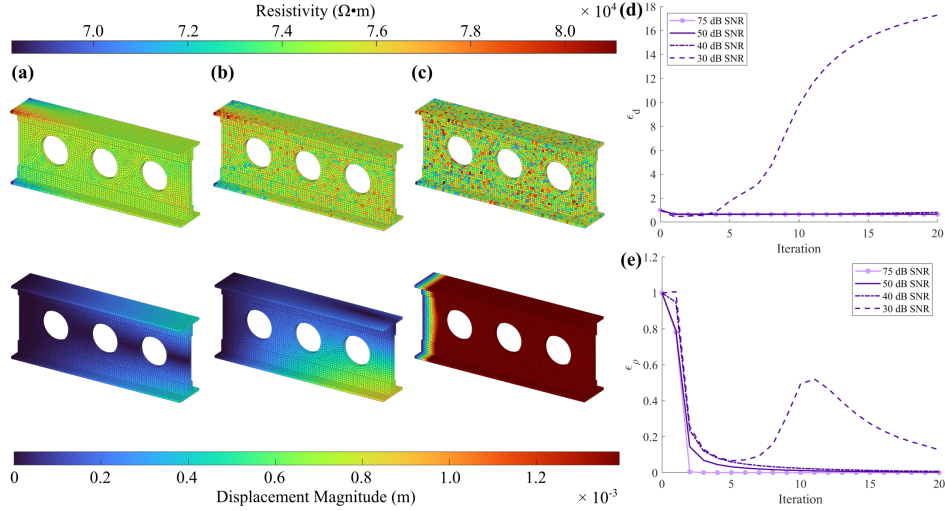 Resistivity (Ω•m)
7.0 7.2 7.4 7.6 7.8 8.0 × 10⁴
(a) (b) (c)
0 0.2 0.4 0.6 0.8 1.0 1.2
Displacement Magnitude (m) × 10⁻³
(d)
75 dB SNR
50 dB SNR
40 dB SNR
30 dB SNR
18
16
14
12
10
8
6
4
2
0
ϵd
0 5 10 15 20
Iteration
(e)
75 dB SNR
50 dB SNR
40 dB SNR
30 dB SNR
1.2
1
0.8
0.6
0.4
0.2
0
ϵρ
0 5 10 15 20
Iteration